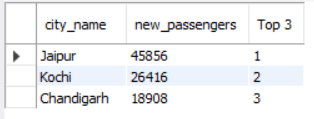 city_name new_passengers Top 3
Jaipur 45856 1
Kochi 26416 2
Chandigarh 18908 3